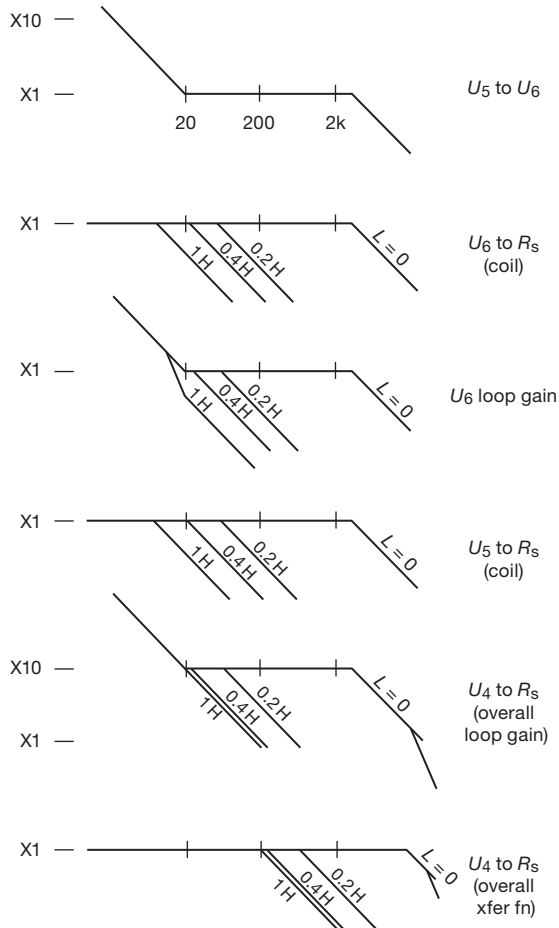 X10
X1
20
200
2k
U5 to U6
X1
1H
0.4H
0.2H
L = 0
U6 to Rs
(coil)
X1
1H
0.4H
0.2H
L = 0
U6 loop gain
X1
1H
0.4H
0.2H
L = 0
U5 to Rs
(coil)
X10
X1
1H
0.4H
0.2H
L = 0
U4 to Rs
(overall
loop gain)
X1
1H
0.4H
0.2H
L = 0
U4 to Rs
(overall
xfer fn)